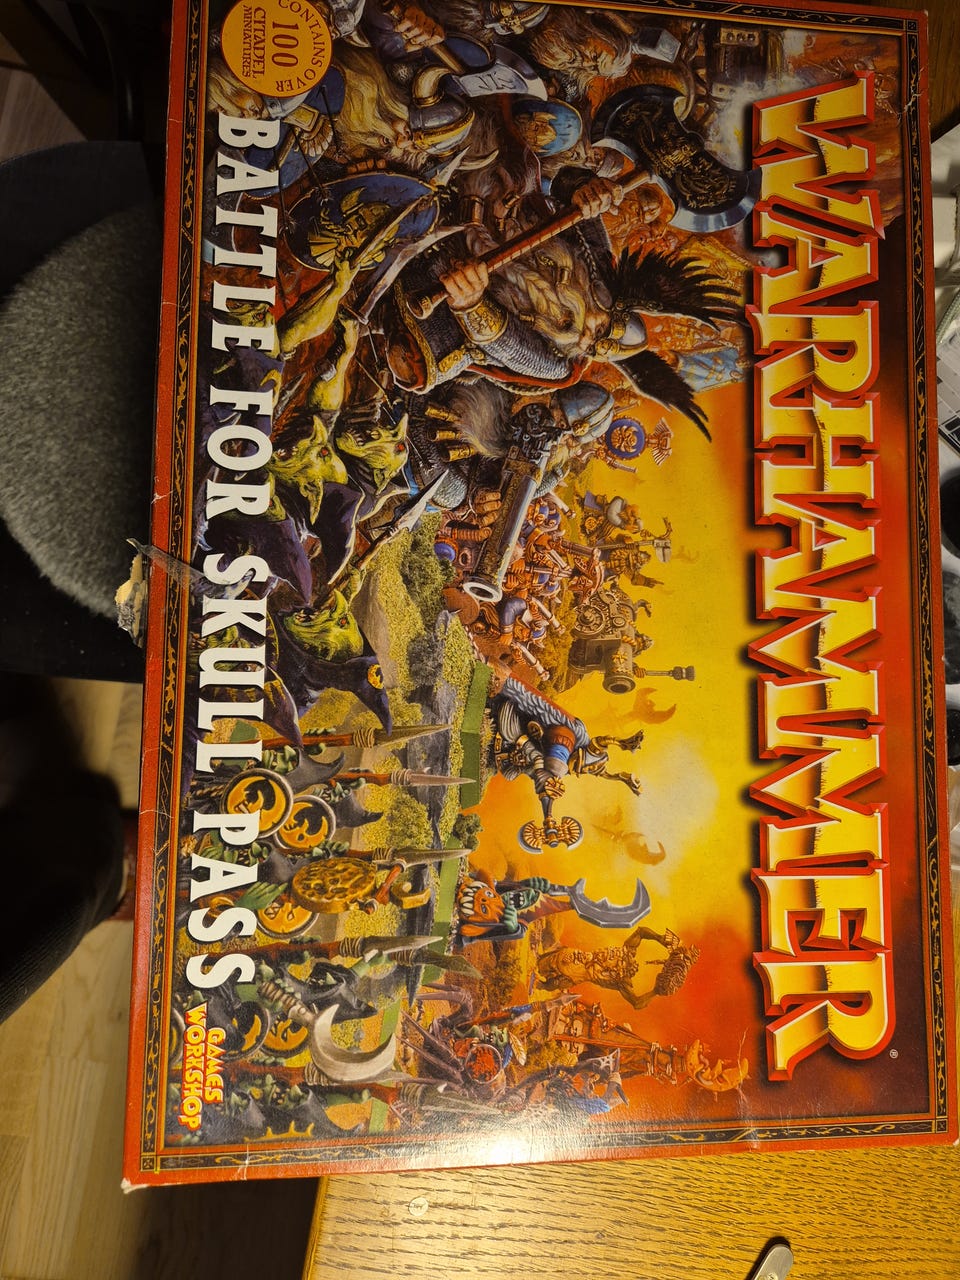 CONTAINS OVER
100
CITADEL
MINIATURES
WARHAMMER®
BATTLE FOR SKULL PASS
GAMES
WORKSHOP